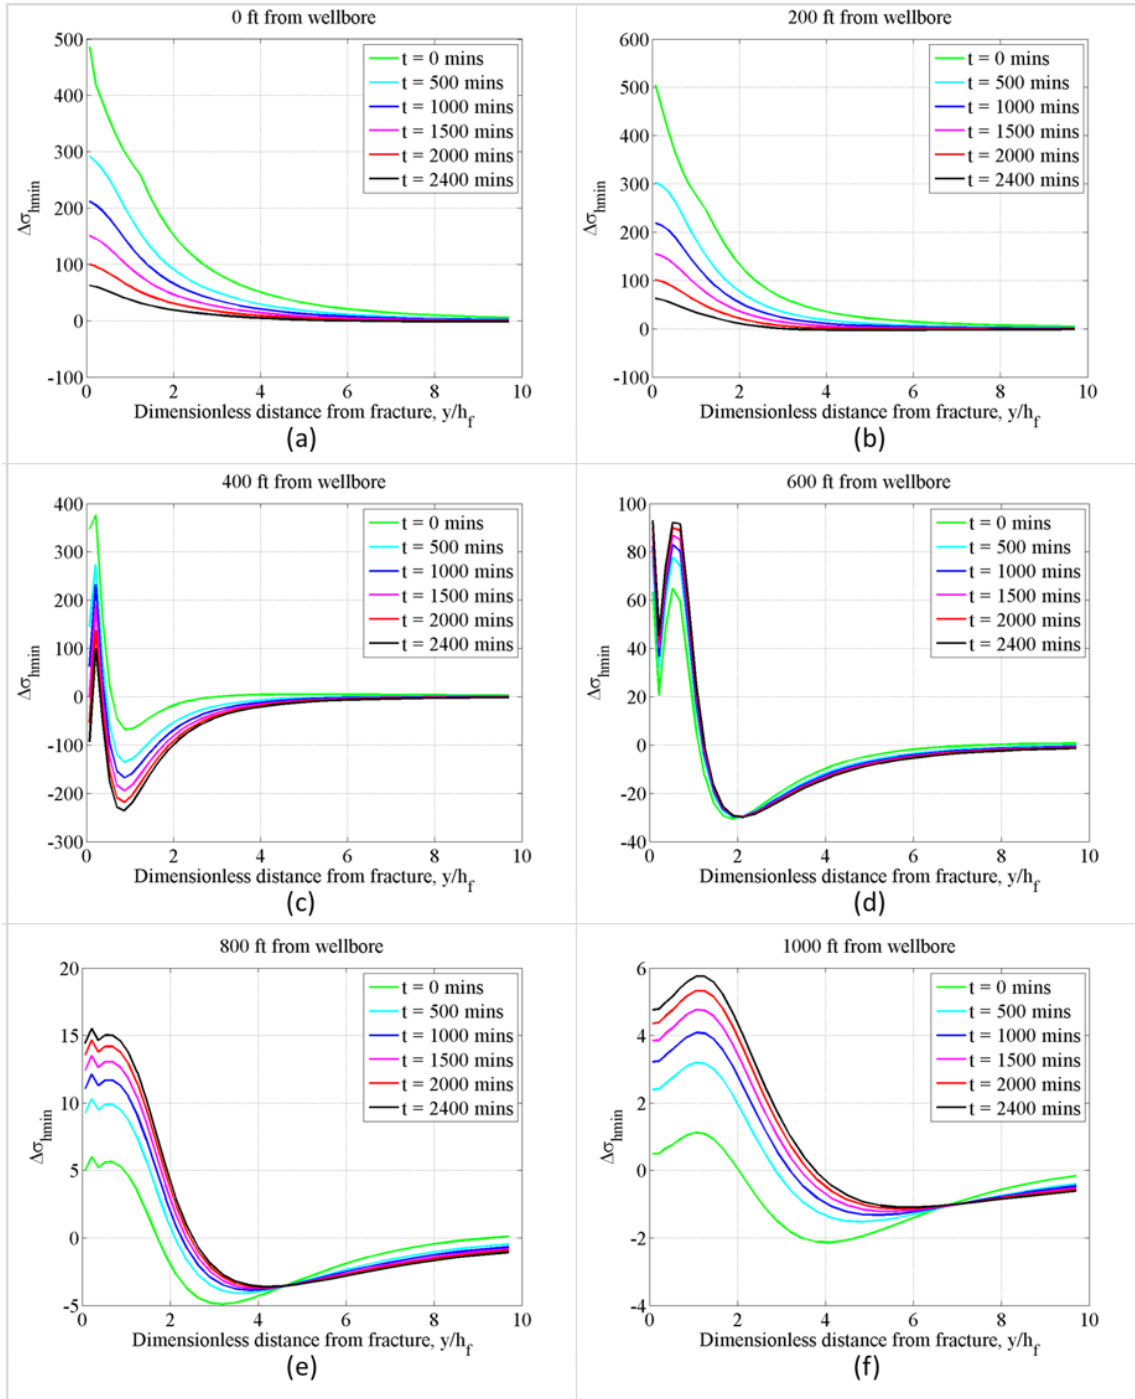 0 ft from wellbore
500
400
300
200
100
0
-100
Δσhmin
t = 0 mins
t = 500 mins
t = 1000 mins
t = 1500 mins
t = 2000 mins
t = 2400 mins
0 2 4 6 8 10
Dimensionless distance from fracture, y/hf
(a)
200 ft from wellbore
600
500
400
300
200
100
0
-100
Δσhmin
t = 0 mins
t = 500 mins
t = 1000 mins
t = 1500 mins
t = 2000 mins
t = 2400 mins
0 2 4 6 8 10
Dimensionless distance from fracture, y/hf
(b)
400 ft from wellbore
400
300
200
100
0
-100
-200
-300
Δσhmin
t = 0 mins
t = 500 mins
t = 1000 mins
t = 1500 mins
t = 2000 mins
t = 2400 mins
0 2 4 6 8 10
Dimensionless distance from fracture, y/hf
(c)
600 ft from wellbore
100
80
60
40
20
0
-20
-40
Δσhmin
t = 0 mins
t = 500 mins
t = 1000 mins
t = 1500 mins
t = 2000 mins
t = 2400 mins
0 2 4 6 8 10
Dimensionless distance from fracture, y/hf
(d)
800 ft from wellbore
20
15
10
5
0
-5
Δσhmin
t = 0 mins
t = 500 mins
t = 1000 mins
t = 1500 mins
t = 2000 mins
t = 2400 mins
0 2 4 6 8 10
Dimensionless distance from fracture, y/hf
(e)
1000 ft from wellbore
6
4
2
0
-2
-4
Δσhmin
t = 0 mins
t = 500 mins
t = 1000 mins
t = 1500 mins
t = 2000 mins
t = 2400 mins
0 2 4 6 8 10
Dimensionless distance from fracture, y/hf
(f)